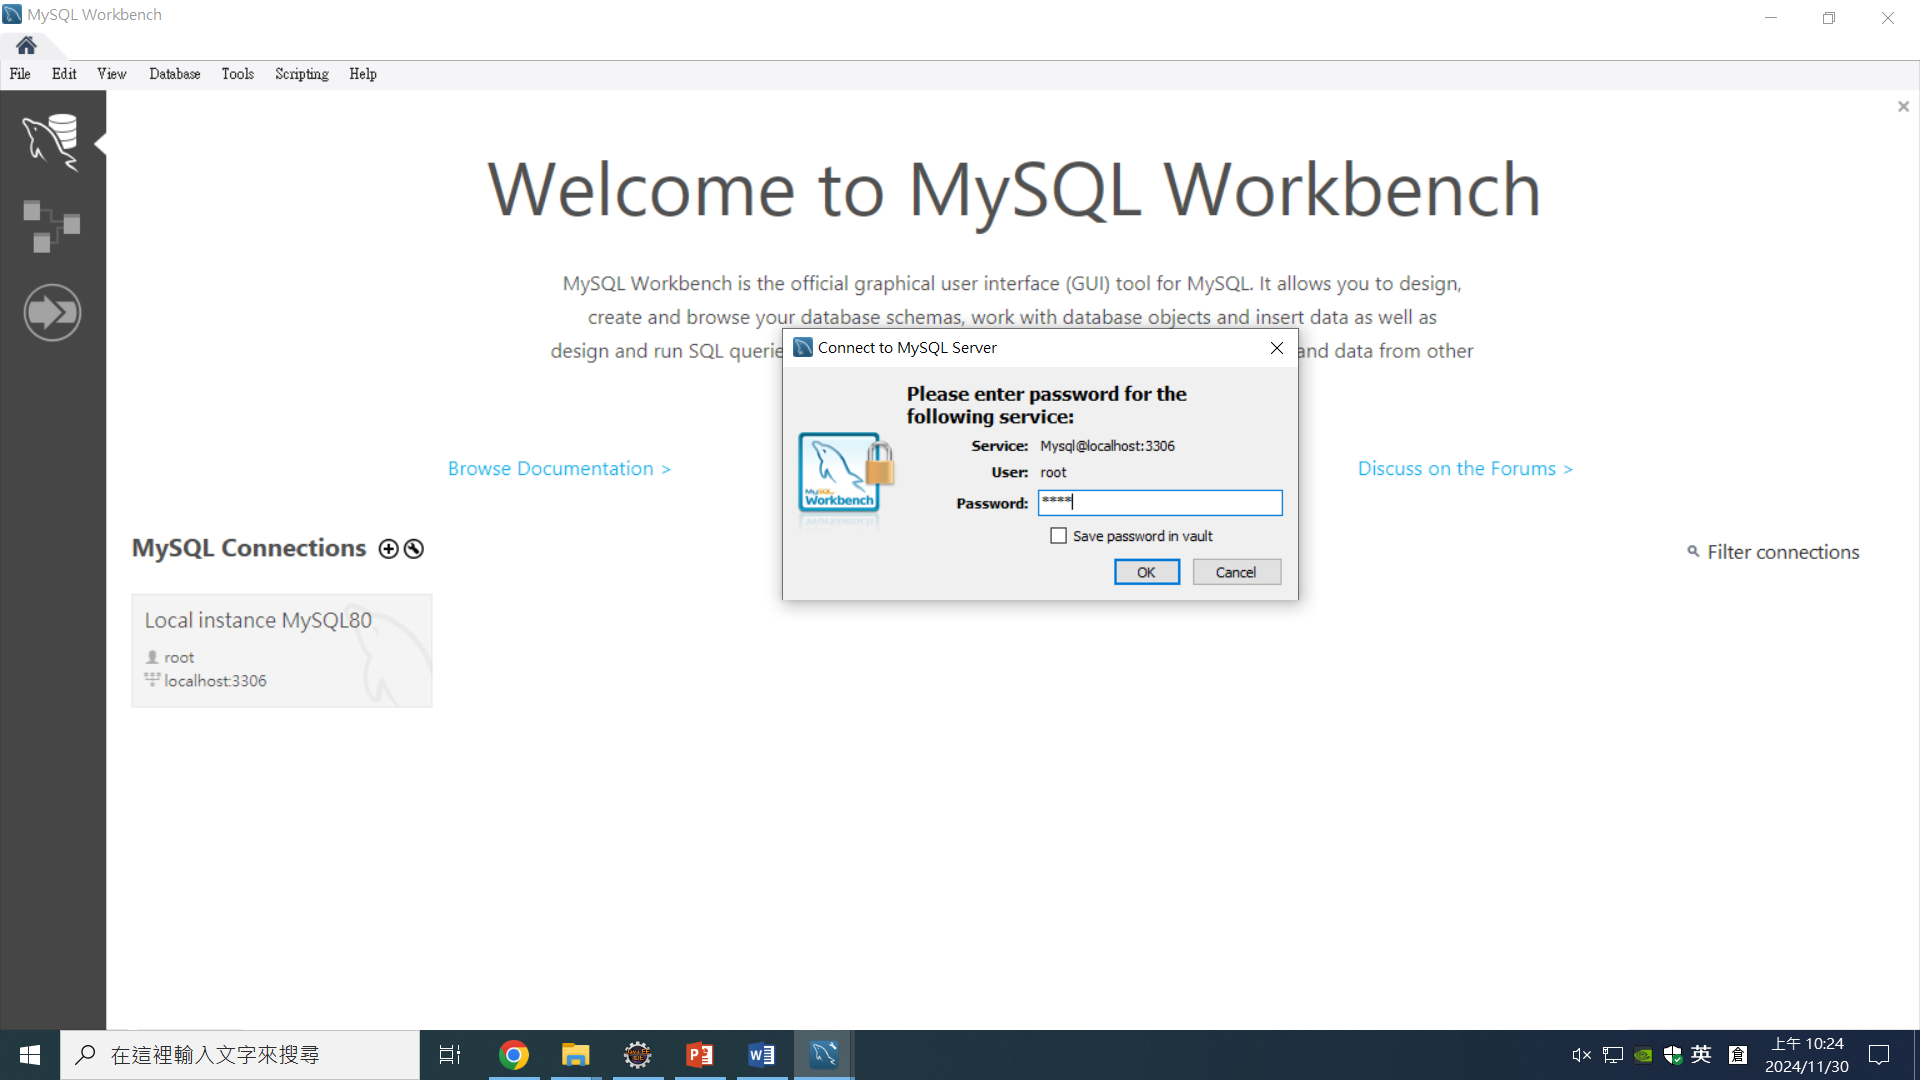 MySQL Workbench
File Edit View Database Tools Scripting Help
Welcome to MySQL Workbench
MySQL Workbench is the official graphical user interface (GUI) tool for MySQL. It allows you to design,
create and browse your database schemas, work with database objects and insert data as well as
design and run SQL querie
and data from other
Connect to MySQL Server
Please enter password for the
following service:
Service: Mysql@localhost:3306
User: root
Password: ****
Save password in vault
OK Cancel
MySQL
Workbench
Browse Documentation >
Discuss on the Forums >
MySQL Connections
Filter connections
Local instance MySQL80
root
localhost:3306
在這裡輸入文字來搜尋
英
倉
上午 10:24
2024/11/30